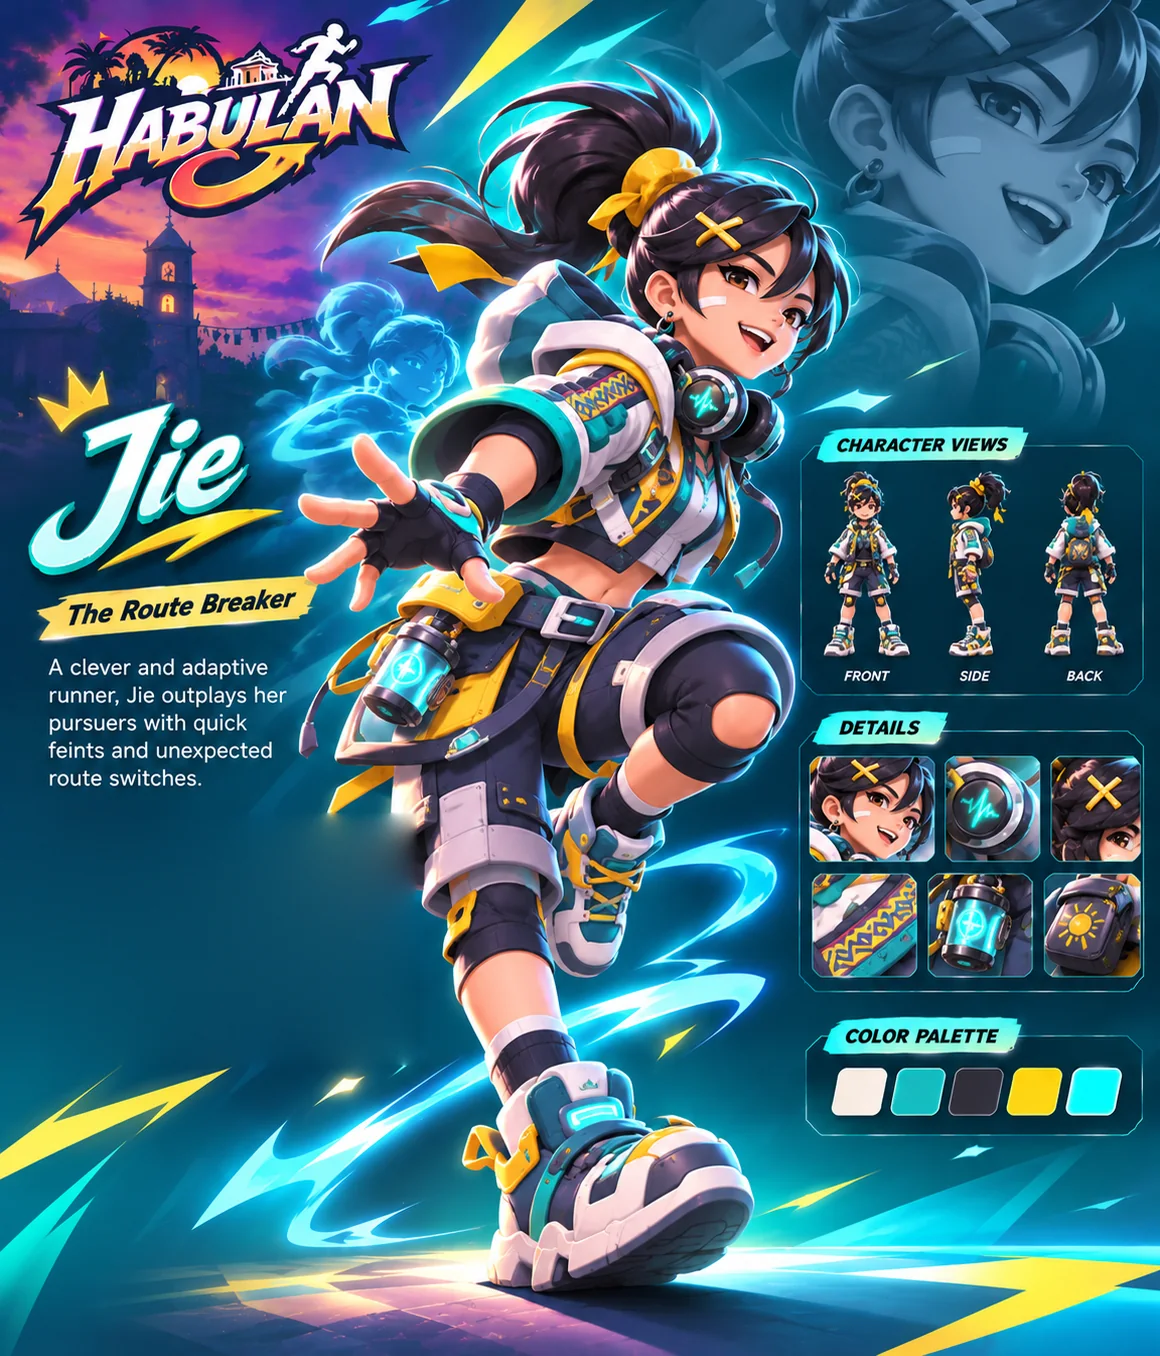 HABULAN
Jie
The Route Breaker
A clever and adaptive
runner, Jie outplays her
pursuers with quick
feints and unexpected
route switches.
CHARACTER VIEWS
FRONT
SIDE
BACK
DETAILS
COLOR PALETTE